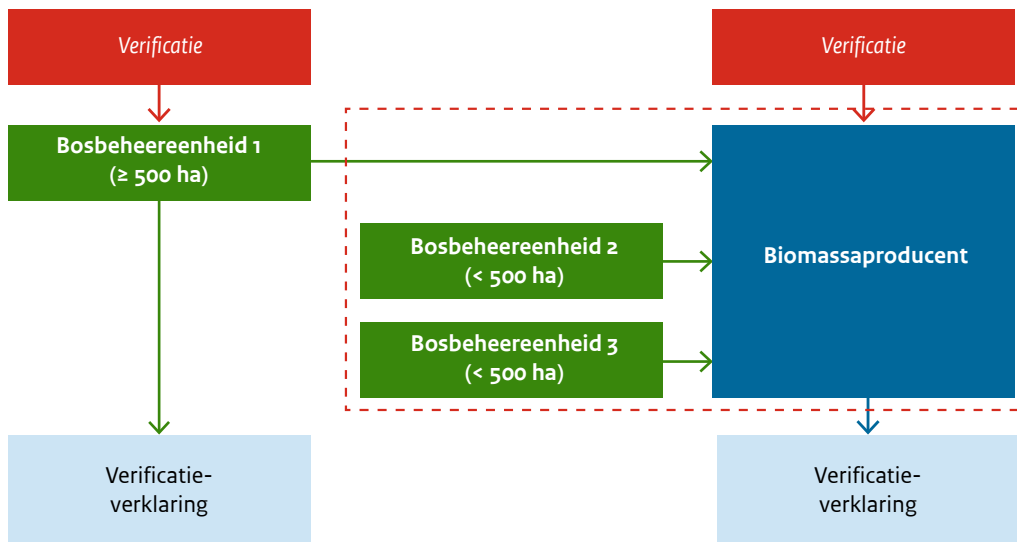 Verificatie
Verificatie
Bosbeheereenheid 1
(≥ 500 ha)
Bosbeheereenheid 2
(< 500 ha)
Biomassaproducent
Bosbeheereenheid 3
(< 500 ha)
Verificatie-
verklaring
Verificatie-
verklaring